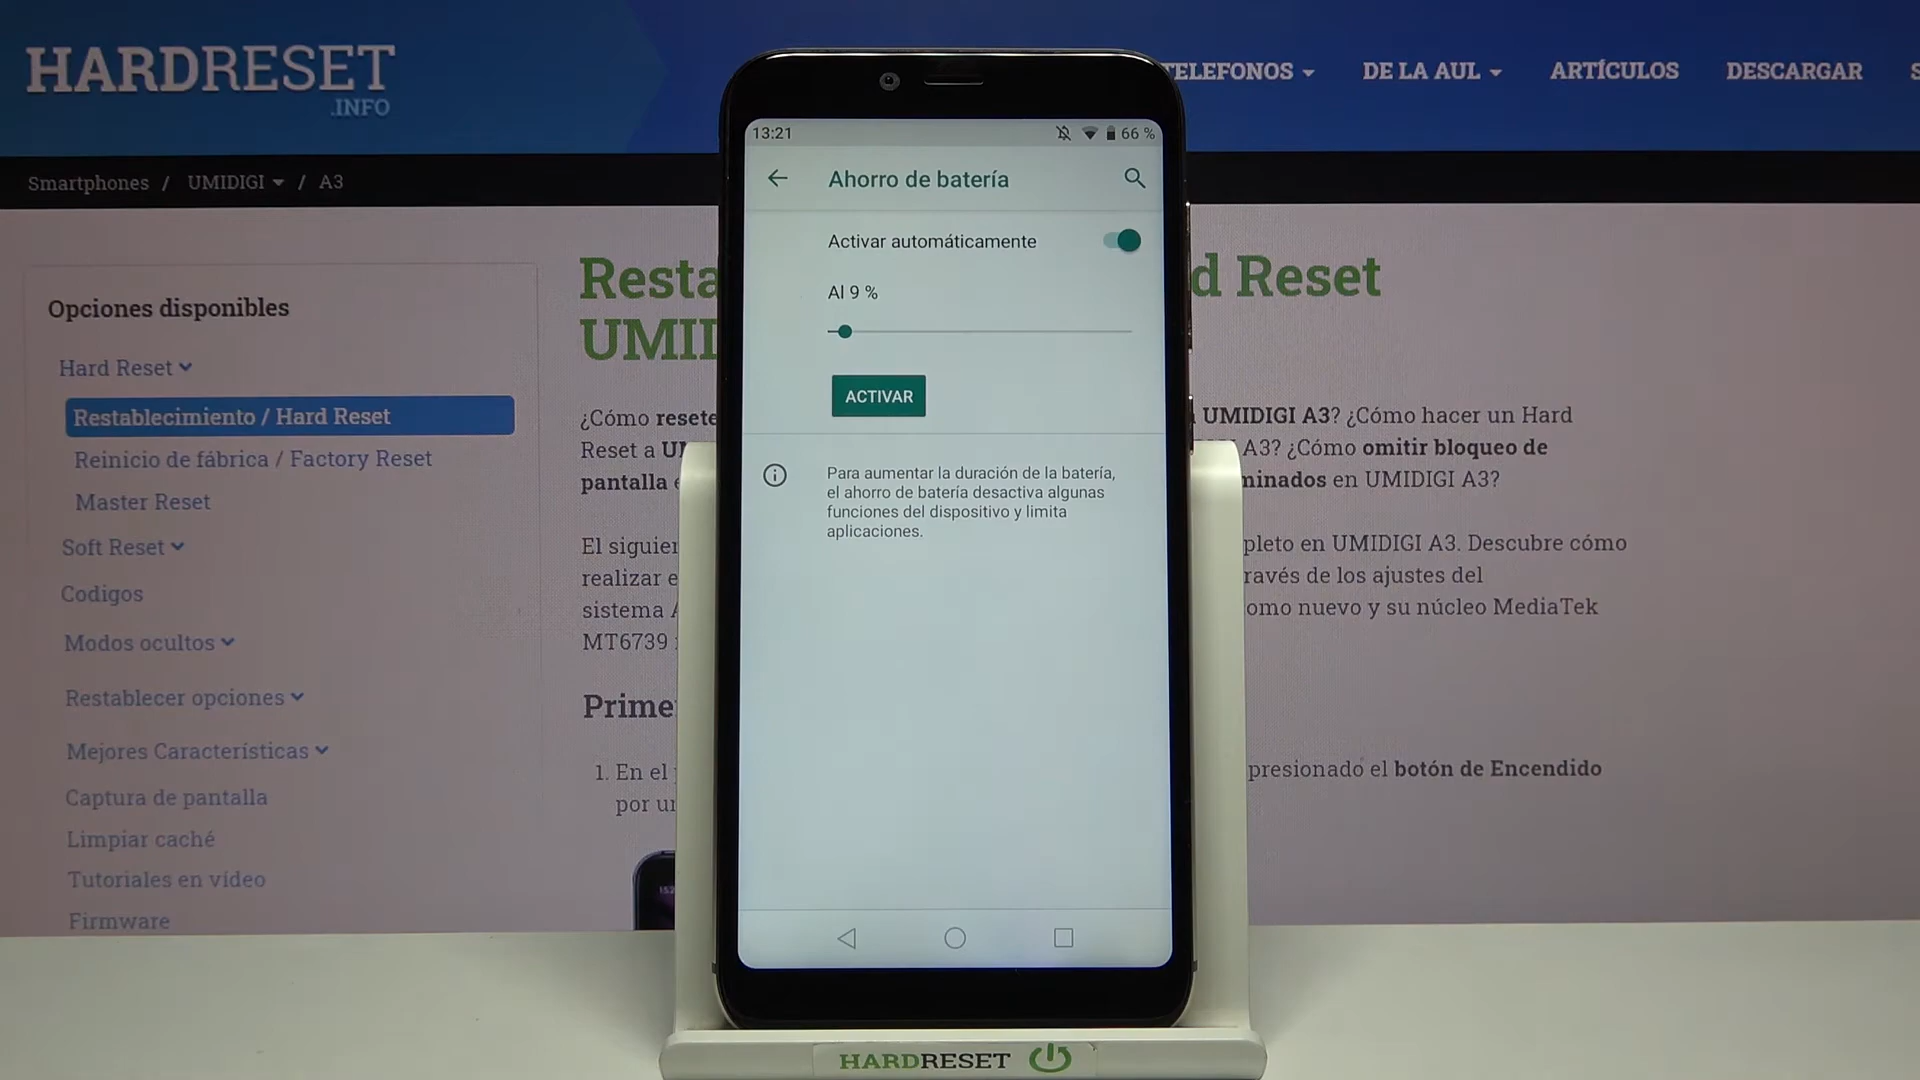 HARDRESET
.INFO
TELEFONOS
DE LA AUL
ARTÍCULOS
DESCARGAR
Smartphones / UMIDIGI / A3
Opciones disponibles
Hard Reset
Restablecimiento / Hard Reset
Reinicio de fábrica / Factory Reset
Master Reset
Soft Reset
Codigos
Modos ocultos
Restablecer opciones
Mejores Características
Captura de pantalla
Limpiar caché
Tutoriales en vídeo
Firmware
d Reset
¿Cómo
UMIDIGI A3? ¿Cómo hacer un Hard
Reset a
A3? ¿Cómo omitir bloqueo de
pantalla
minados en UMIDIGI A3?
El
pleto en UMIDIGI A3. Descubre cómo
realizar
ravés de los ajustes del
sistema
omo nuevo y su núcleo MediaTek
MT6739
1. En el
presionado el botón de Encendido
por
13:21
66 %
Ahorro de batería
Activar automáticamente
Al 9 %
ACTIVAR
Para aumentar la duración de la batería,
el ahorro de batería desactiva algunas
funciones del dispositivo y limita
aplicaciones.
HARDRESET